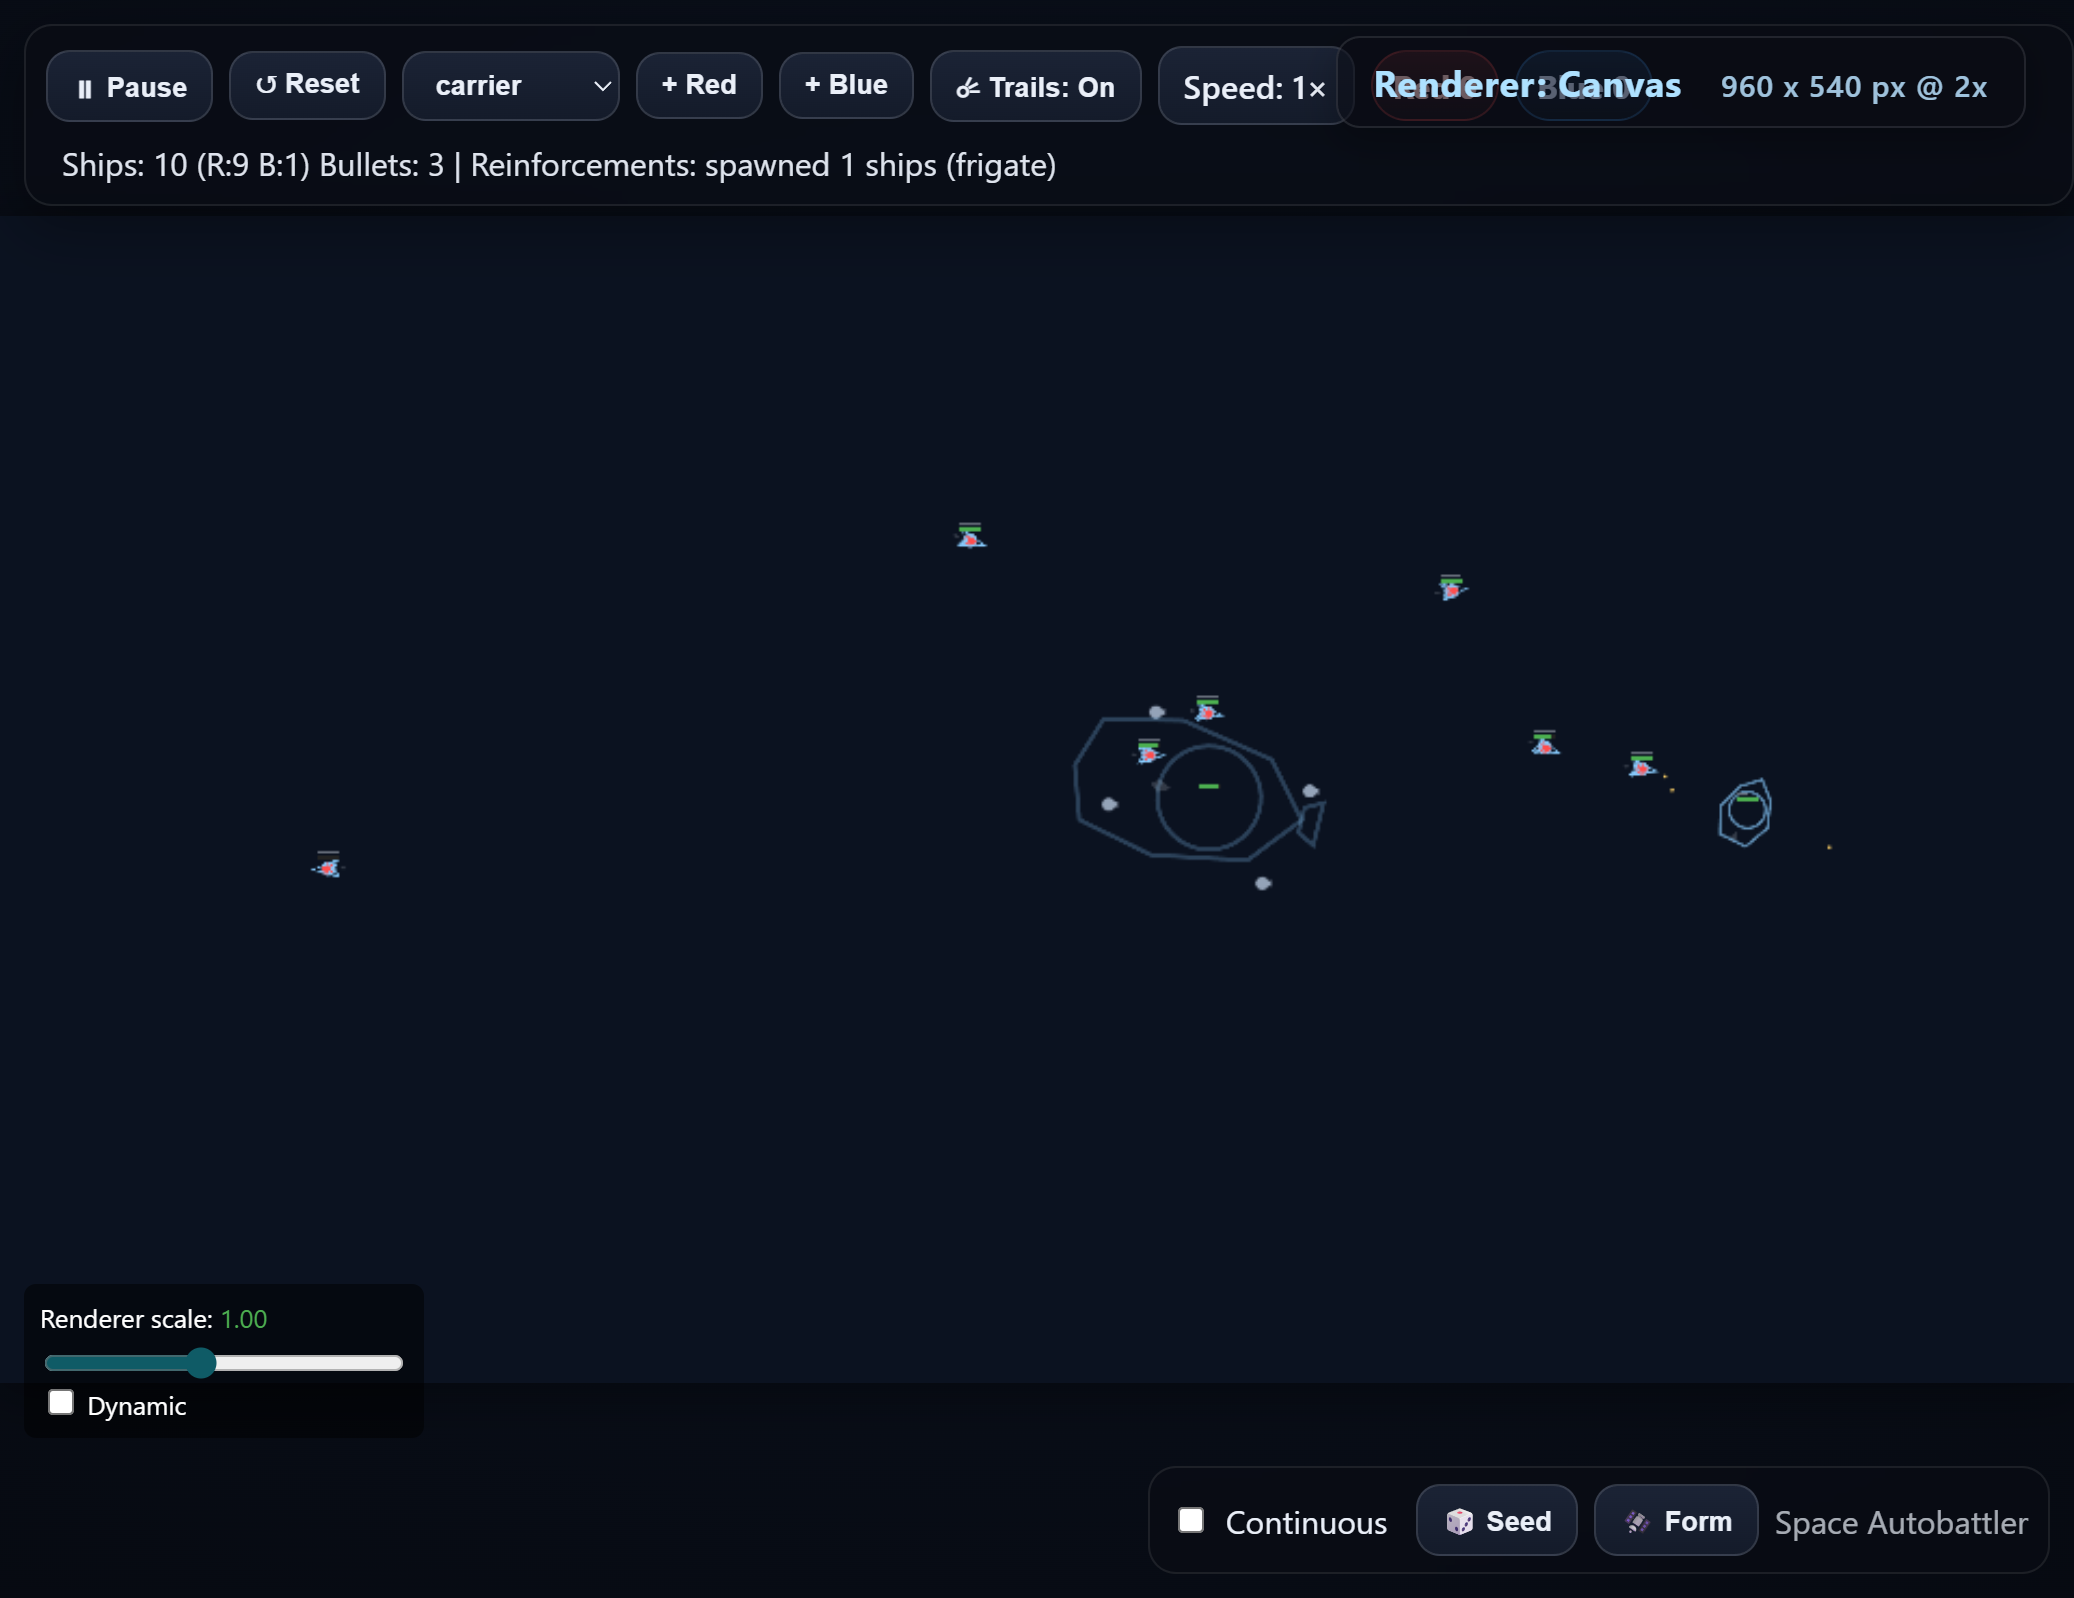 Pause
Reset
carrier
+ Red
+ Blue
Trails: On
Speed: 1×
Renderer: Canvas
960 x 540 px @ 2x
Ships: 10 (R:9 B:1) Bullets: 3 | Reinforcements: spawned 1 ships (frigate)
Renderer scale: 1.00
Dynamic
Continuous
Seed
Form
Space Autobattler